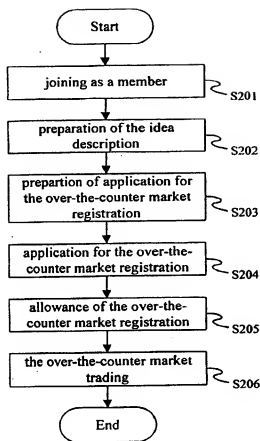 Start
joining as a member
S201
preparation of the idea
description
S202
prepartion of application for
the over-the-counter market
registration
S203
application for the over-the-
counter market registration
S204
allowance of the over-the-
counter market registration
S205
the over-the-counter market
trading
S206
End